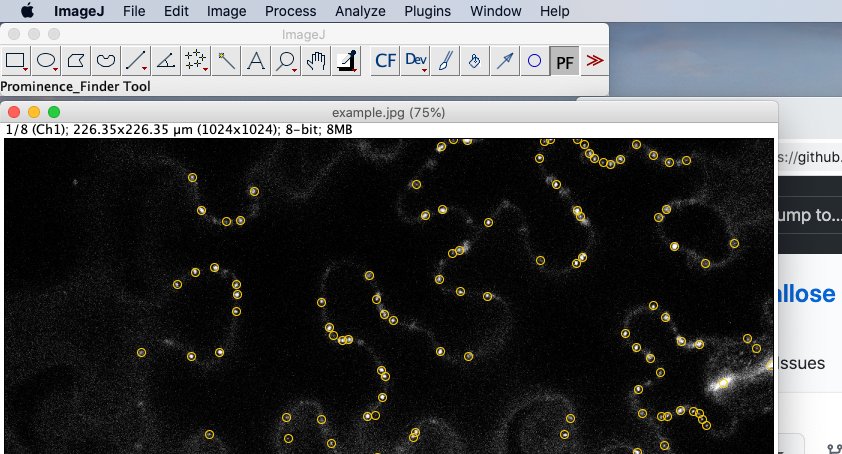 ImageJ File Edit Image Process Analyze Plugins Window Help
ImageJ
A CF Dev PF
Prominence_Finder Tool
example.jpg (75%)
1/8 (Ch1); 226.35x226.35 µm (1024x1024); 8-bit; 8MB
s://github.
ump to...
allose
Issues